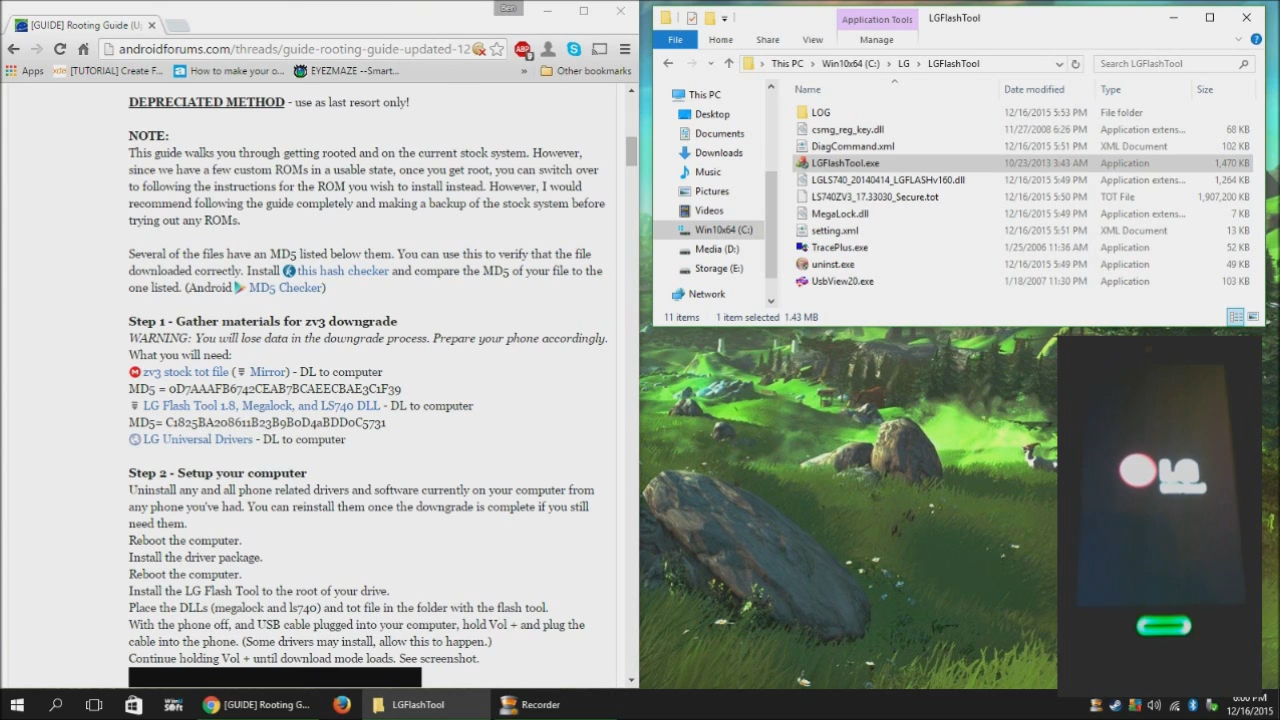 Ben
[GUIDE] Rooting Guide (U
androidforums.com/threads/guide-rooting-guide-updated-12
ABP
Apps
[TUTORIAL] Create F...
How to make your o...
EYEZMAZE --Smart...
»
Other bookmarks
DEPRECIATED METHOD - use as last resort only!
NOTE:
This guide walks you through getting rooted and on the current stock system. However,
since we have a few custom ROMs in a usable state, once you get root, you can switch over
to following the instructions for the ROM you wish to install instead. However, I would
recommend following the guide completely and making a backup of the stock system before
trying out any ROMs.
Several of the files have an MD5 listed below them. You can use this to verify that the file
downloaded correctly. Install this hash checker and compare the MD5 of your file to the
one listed. (Android MD5 Checker)
Step 1 - Gather materials for zv3 downgrade
WARNING: You will lose data in the downgrade process. Prepare your phone accordingly.
What you will need:
zv3 stock tot file ( Mirror) - DL to computer
MD5 = 0D7AAAFB6742CEAB7BCAEECBAE3C1F39
LG Flash Tool 1.8, Megalock, and LS740 DLL - DL to computer
MD5= C1825BA208611B23B9B0D4aBDD0C5731
LG Universal Drivers - DL to computer
Step 2 - Setup your computer
Uninstall any and all phone related drivers and software currently on your computer from
any phone you've had. You can reinstall them once the downgrade is complete if you still
need them.
Reboot the computer.
Install the driver package.
Reboot the computer.
Install the LG Flash Tool to the root of your drive.
Place the DLLs (megalock and ls740) and tot file in the folder with the flash tool.
With the phone off, and USB cable plugged into your computer, hold Vol + and plug the
cable into the phone. (Some drivers may install, allow this to happen.)
Continue holding Vol + until download mode loads. See screenshot.
Application Tools
LGFlashTool
File
Home
Share
View
Manage
This PC
Win10x64 (C:)
LG
LGFlashTool
Search LGFlashTool
This PC
Desktop
Documents
Downloads
Music
Pictures
Videos
Win10x64 (C:)
Media (D:)
Storage (E:)
Network
Name Date modified Type Size
LOG 12/16/2015 5:53 PM File folder
csmg_reg_key.dll 11/27/2008 6:26 PM Application extens... 68 KB
DiagCommand.xml 12/16/2015 5:51 PM XML Document 102 KB
LGFlashTool.exe 10/23/2013 3:43 AM Application 1,470 KB
LGLS740_20140414_LGFLASHv160.dll 12/16/2015 5:49 PM Application extens... 1,264 KB
LS740ZV3_17.33030_Secure.tot 12/16/2015 5:50 PM TOT File 1,907,200 KB
MegaLock.dll 12/16/2015 5:49 PM Application extens... 7 KB
setting.xml 12/16/2015 5:51 PM XML Document 13 KB
TracePlus.exe 1/25/2006 11:36 AM Application 52 KB
uninst.exe 12/16/2015 5:49 PM Application 49 KB
UsbView20.exe 1/18/2007 11:30 PM Application 103 KB
11 items 1 item selected 1.43 MB
LG
[GUIDE] Rooting G...
LGFlashTool
Recorder
6:00 PM
12/16/2015